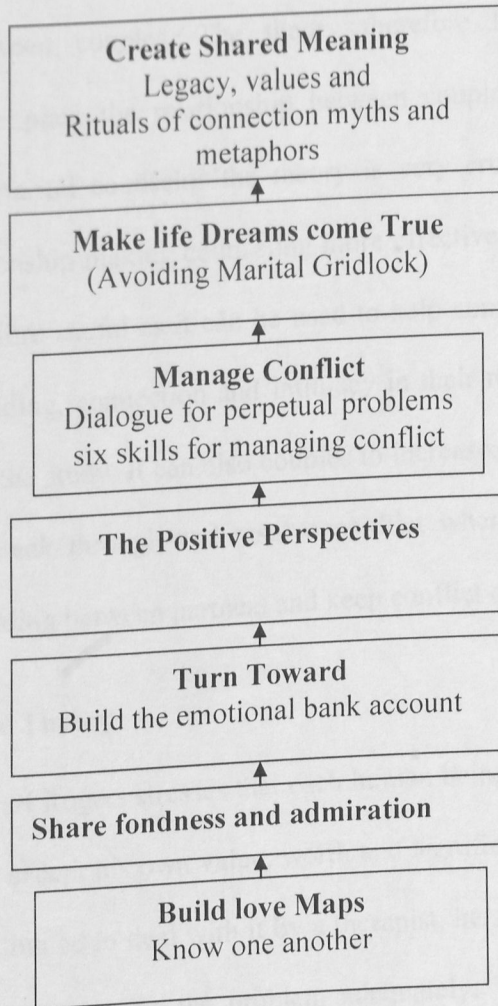 Create Shared Meaning
Legacy, values and
Rituals of connection myths and
metaphors
Make life Dreams come True
(Avoiding Marital Gridlock)
Manage Conflict
Dialogue for perpetual problems
six skills for managing conflict
The Positive Perspectives
Turn Toward
Build the emotional bank account
Share fondness and admiration
Build love Maps
Know one another